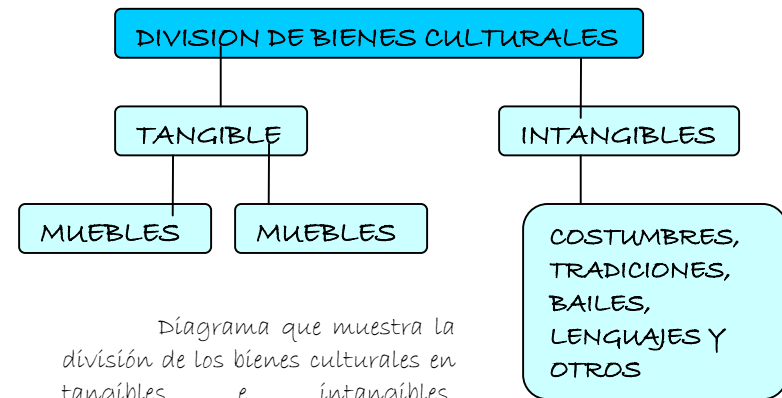 DIVISION DE BIENES CULTURALES
TANGIBLE
INTANGIBLES
MUEBLES
MUEBLES
COSTUMBRES,
TRADICIONES,
BAILES,
LENGUAJES Y
OTROS
Diagrama que muestra la
división de los bienes culturales en
tangibles e intangibles.